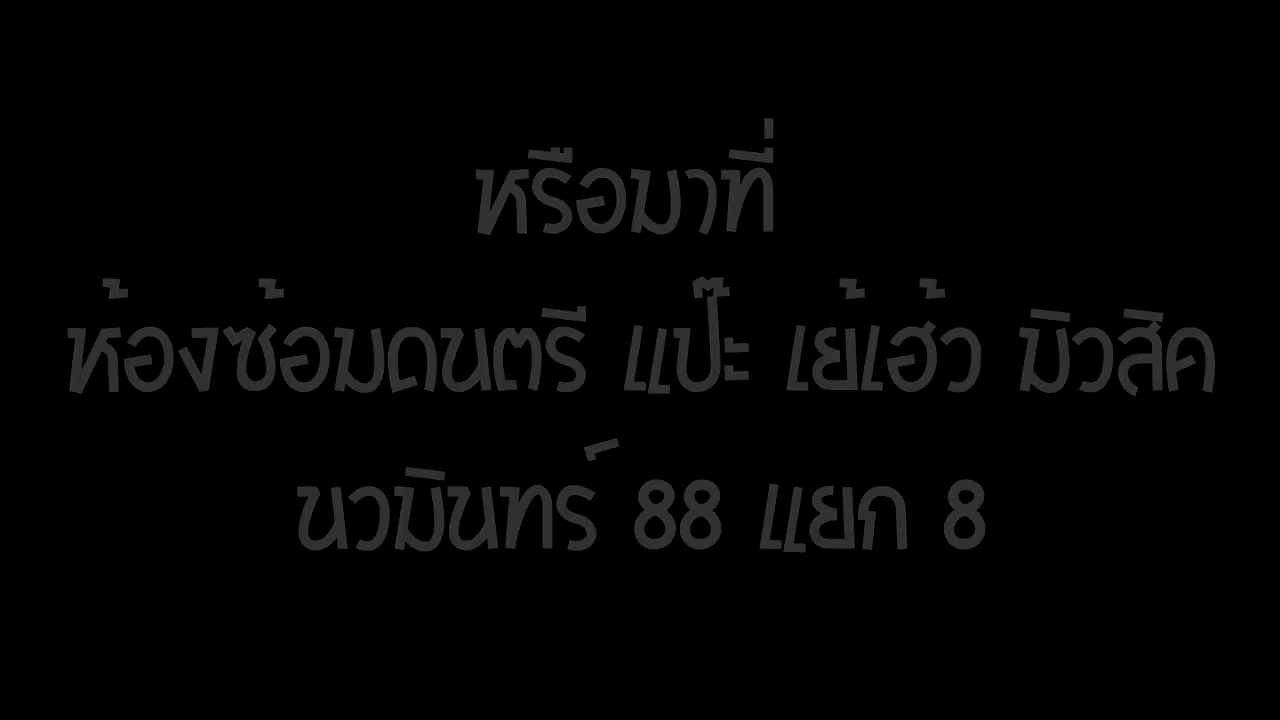 หรือมาที่
ห้องซ้อมดนตรี แป๊ะ เย้เฮ้ว มิวสิค
นวมินทร์ 88 แยก 8